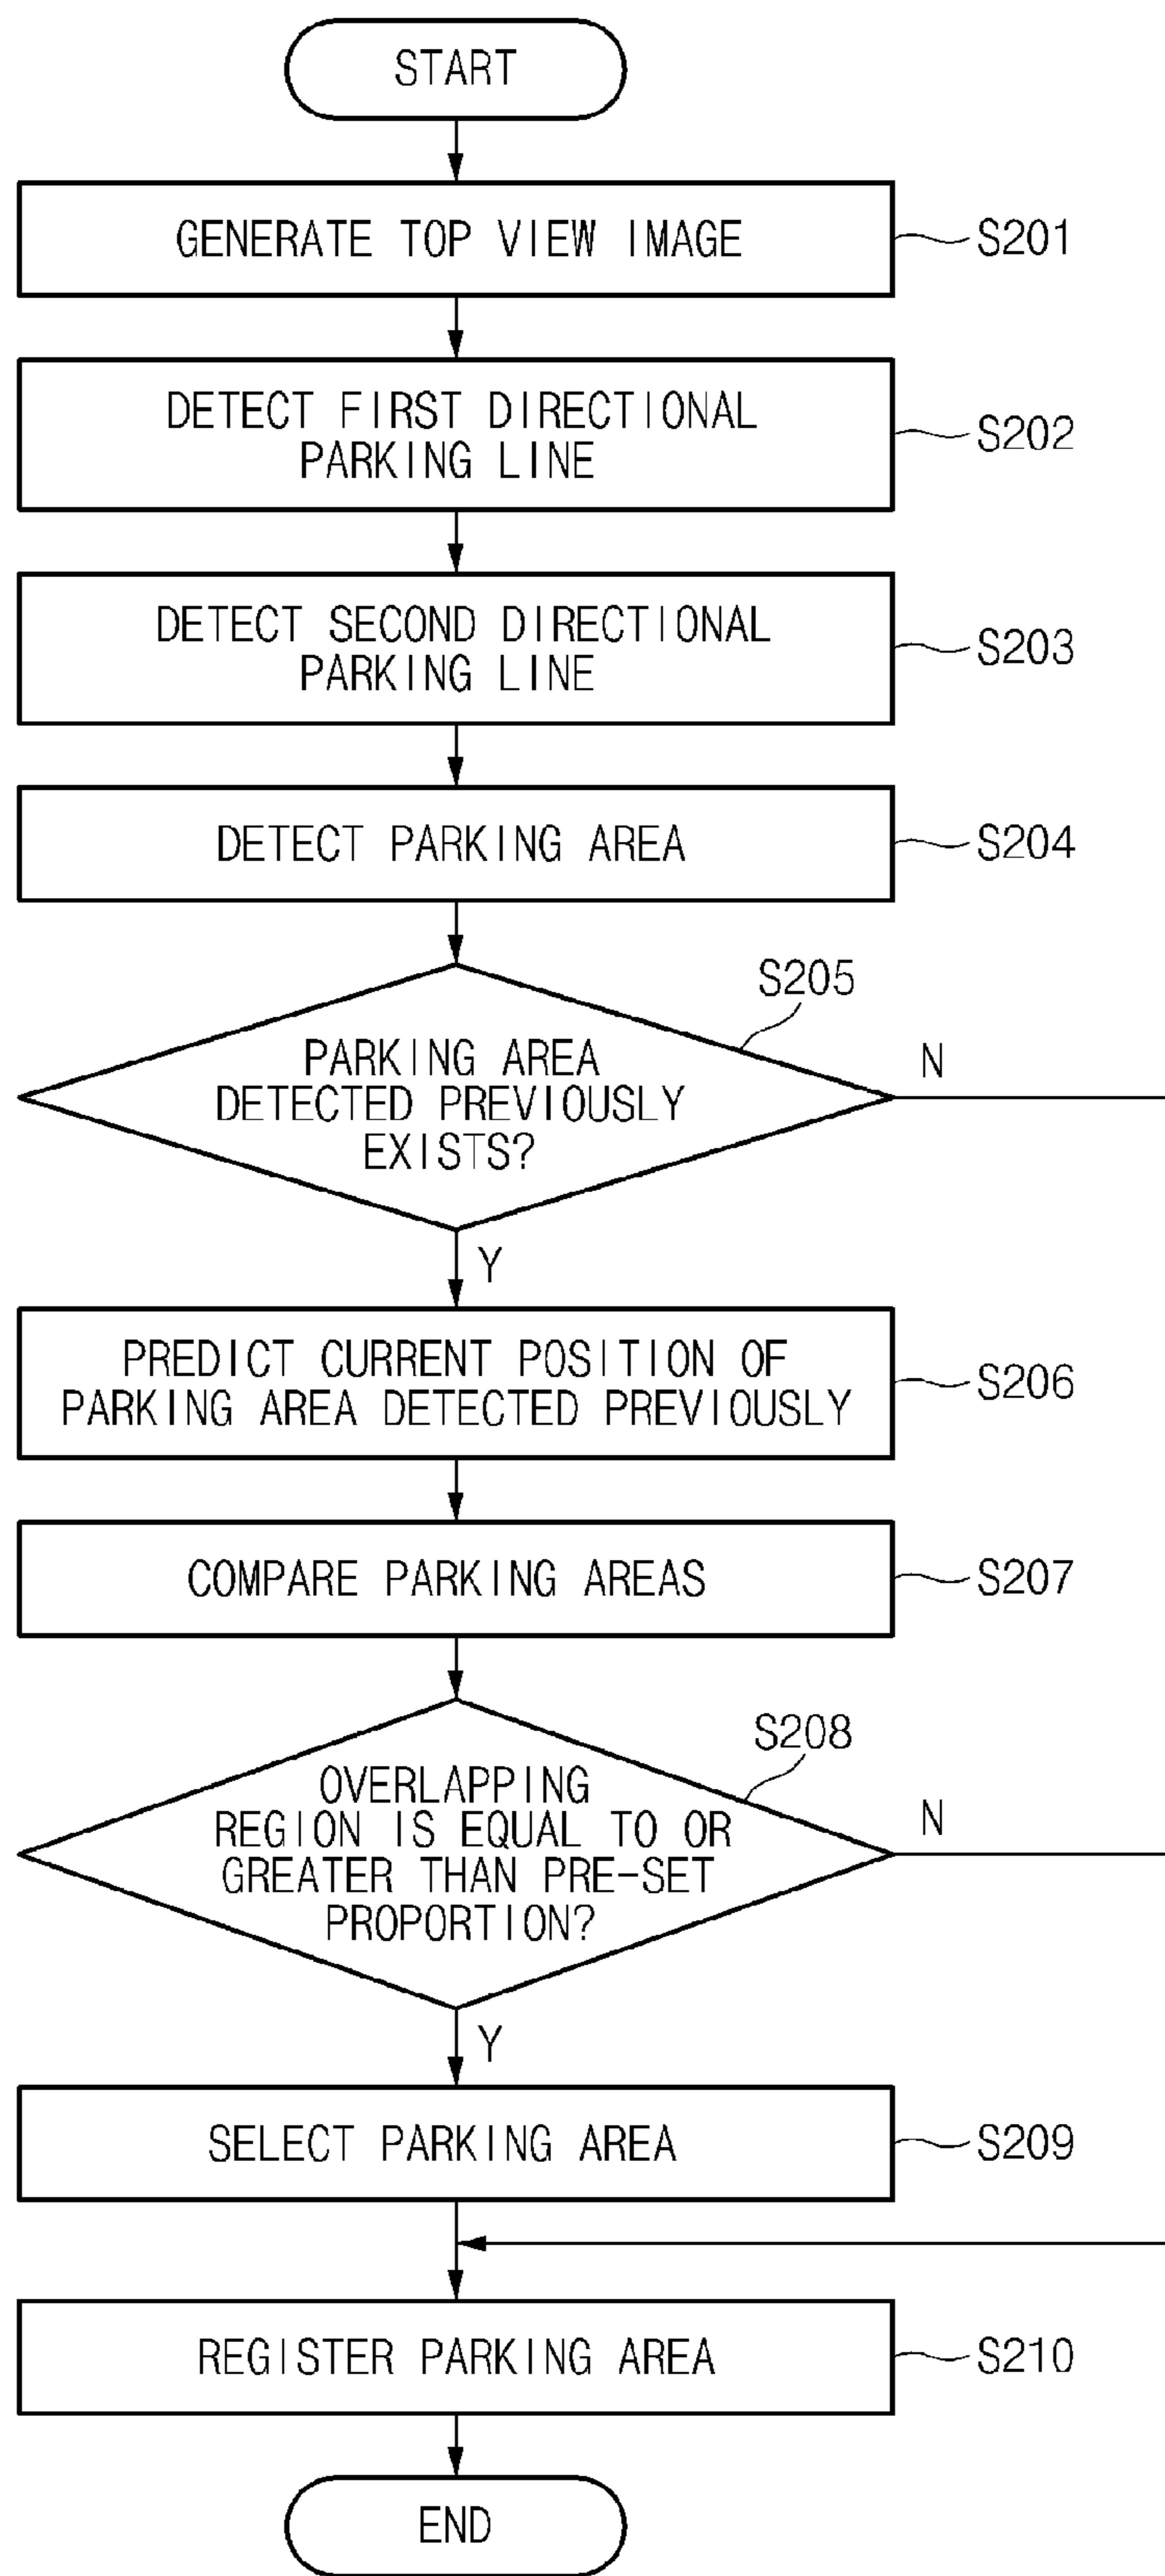 START
GENERATE TOP VIEW IMAGE
S201
DETECT FIRST DIRECTIONAL
PARKING LINE
S202
DETECT SECOND DIRECTIONAL
PARKING LINE
S203
DETECT PARKING AREA
S204
S205
PARKING AREA
DETECTED PREVIOUSLY
EXISTS?
N
Y
PREDICT CURRENT POSITION OF
PARKING AREA DETECTED PREVIOUSLY
S206
COMPARE PARKING AREAS
S207
S208
OVERLAPPING
REGION IS EQUAL TO OR
GREATER THAN PRE-SET
PROPORTION?
N
Y
SELECT PARKING AREA
S209
REGISTER PARKING AREA
S210
END